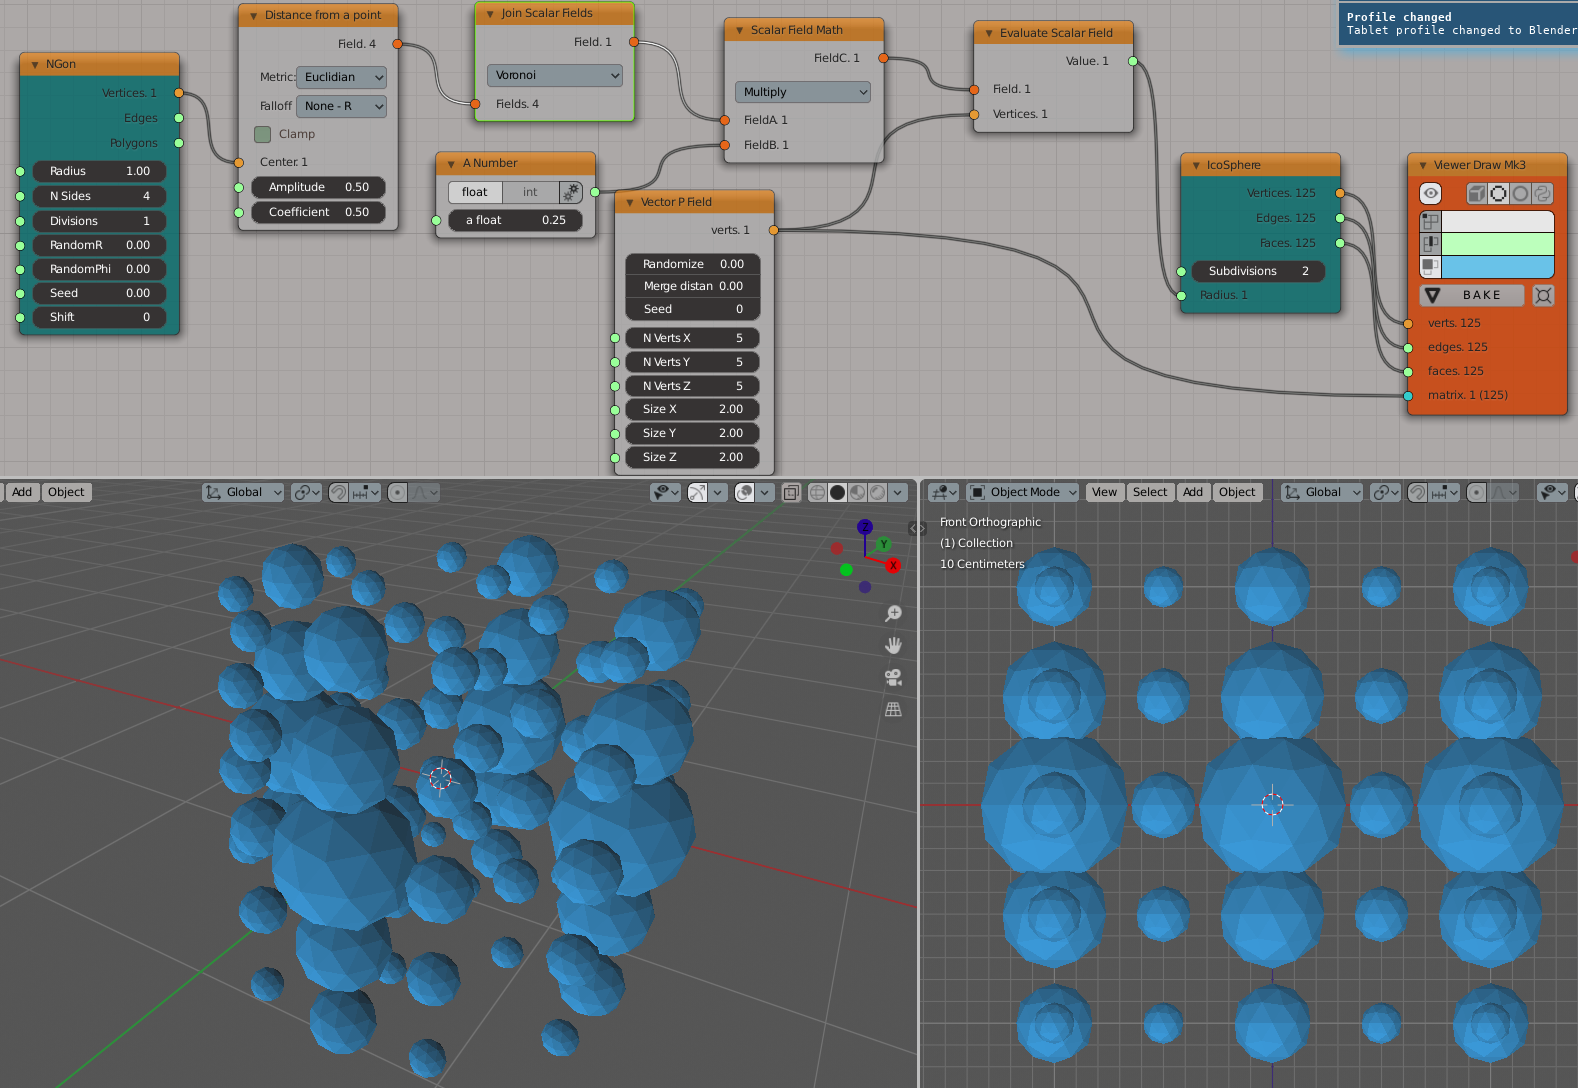 Profile changed
Tablet profile changed to Blender
NGon
Vertices. 1
Edges
Polygons
Radius 1.00
N Sides 4
Divisions 1
RandomR 0.00
RandomPhi 0.00
Seed 0.00
Shift 0
Distance from a point
Field. 4
Metric: Euclidian
Falloff None - R
Clamp
Center. 1
Amplitude 0.50
Coefficient 0.50
Join Scalar Fields
Field. 1
Voronoi
Fields. 4
A Number
float int
a float 0.25
Vector P Field
verts. 1
Randomize 0.00
Merge distan 0.00
Seed 0
N Verts X 5
N Verts Y 5
N Verts Z 5
Size X 2.00
Size Y 2.00
Size Z 2.00
Scalar Field Math
FieldC. 1
Multiply
FieldA. 1
FieldB. 1
Evaluate Scalar Field
Value. 1
Field. 1
Vertices. 1
IcoSphere
Vertices. 125
Edges. 125
Faces. 125
Subdivisions 2
Radius. 1
Viewer Draw Mk3
BAKE
verts. 125
edges. 125
faces. 125
matrix. 1 (125)
Add Object Global
Z
Y
X
Object Mode View Select Add Object Global
Front Orthographic
(1) Collection
10 Centimeters